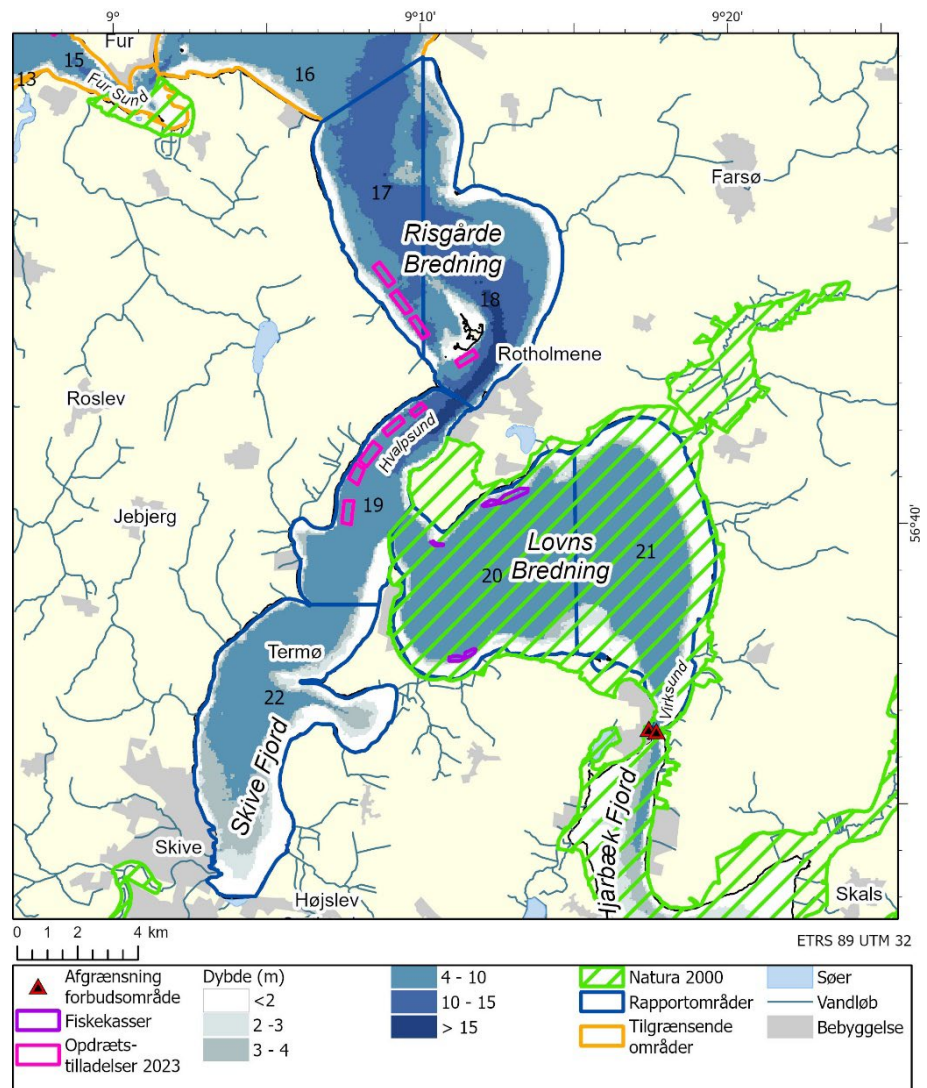 9°
9°10'
9°20'
Fur
15
16
13
Fur Sund
17
Farsø
Risgårde
Bredning
18
Rotholmene
Roslev
Hvalpsund
19
Jebjerg
56°40'
Lovns
Bredning
20
21
Termø
22
Virksund
Skive Fjord
Hjarbæk Fjord
Skive
Højslev
Skals
0 1 2 4 km
ETRS 89 UTM 32
Afgrænsning
forbudsområde
Fiskekasser
Opdræts-
tilladelser 2023
Dybde (m)
<2
2 -3
3 - 4
4 - 10
10 - 15
> 15
Natura 2000
Rapportområder
Tilgrænsende
områder
Søer
Vandløb
Bebyggelse